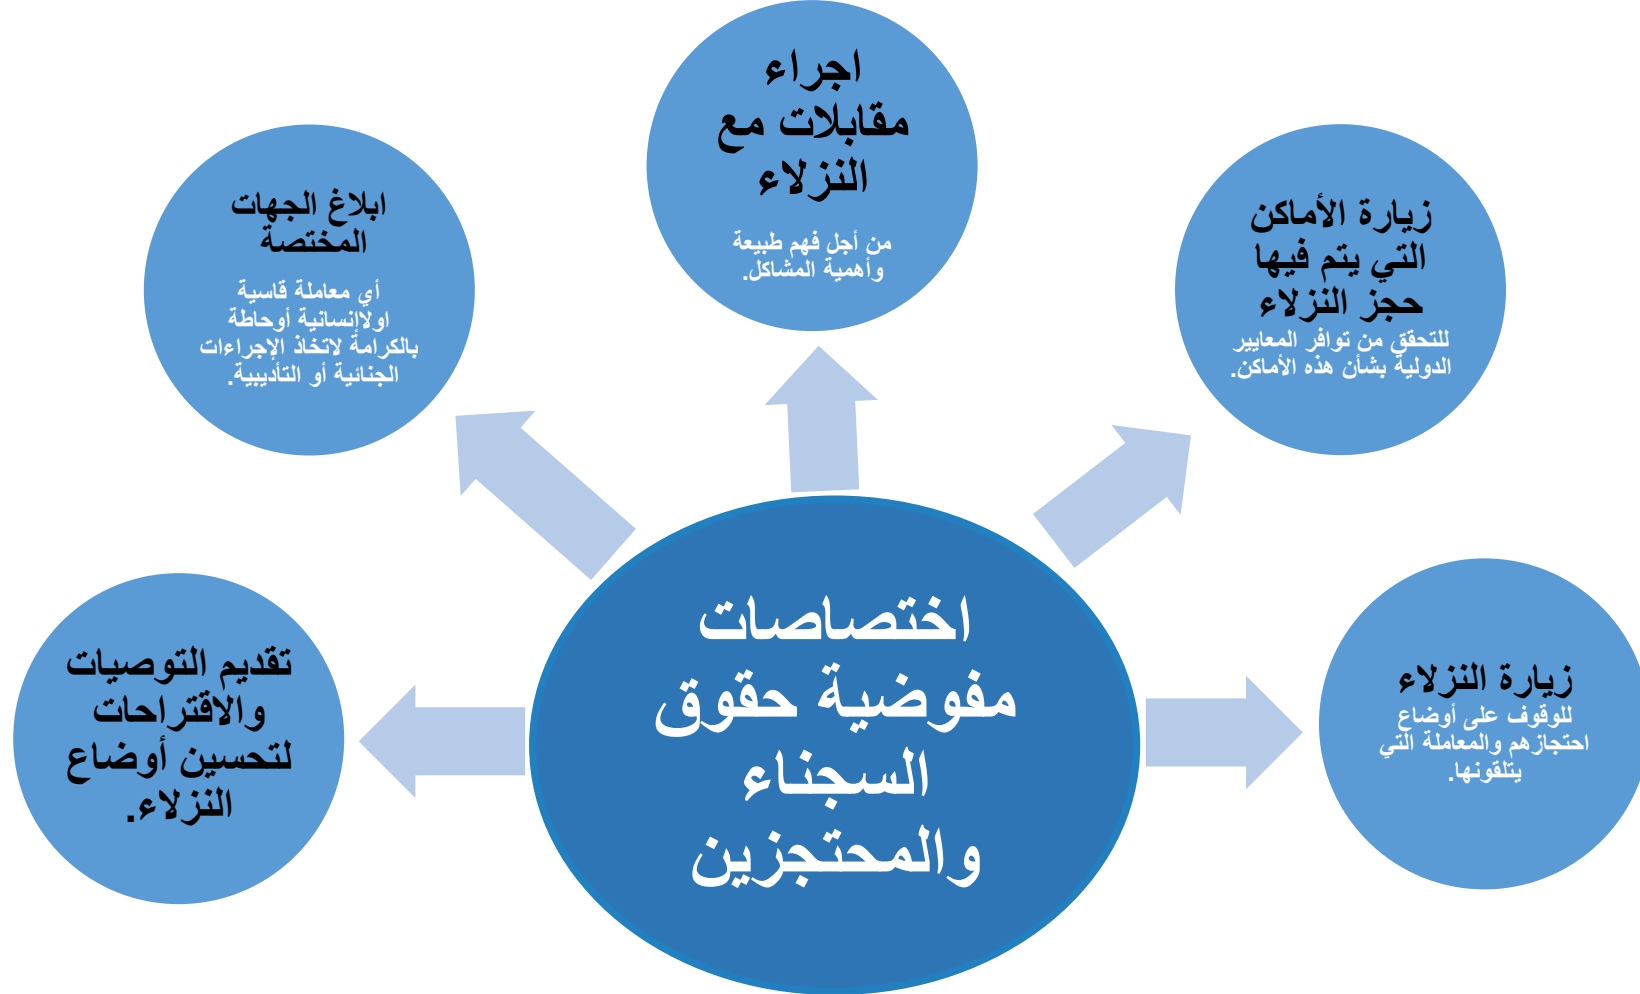 اجراء
مقابلات مع
النزلاء
من أجل فهم طبيعة
وأهمية المشاكل.
زيارة الأماكن
التي يتم فيها
حجز النزلاء
للتحقق من توافر المعايير
الدولية بشأن هذه الأماكن.
ابلاغ الجهات
المختصة
أي معاملة قاسية
اولاإنسانية أوحاطة
بالكرامة لاتخاذ الإجراءات
الجنائية أو التأديبية.
زيارة النزلاء
للوقوف على أوضاع
احتجازهم والمعاملة التي
يتلقونها.
تقديم التوصيات
والاقتراحات
لتحسين أوضاع
النزلاء.
اختصاصات
مفوضية حقوق
السجناء
والمحتجزين